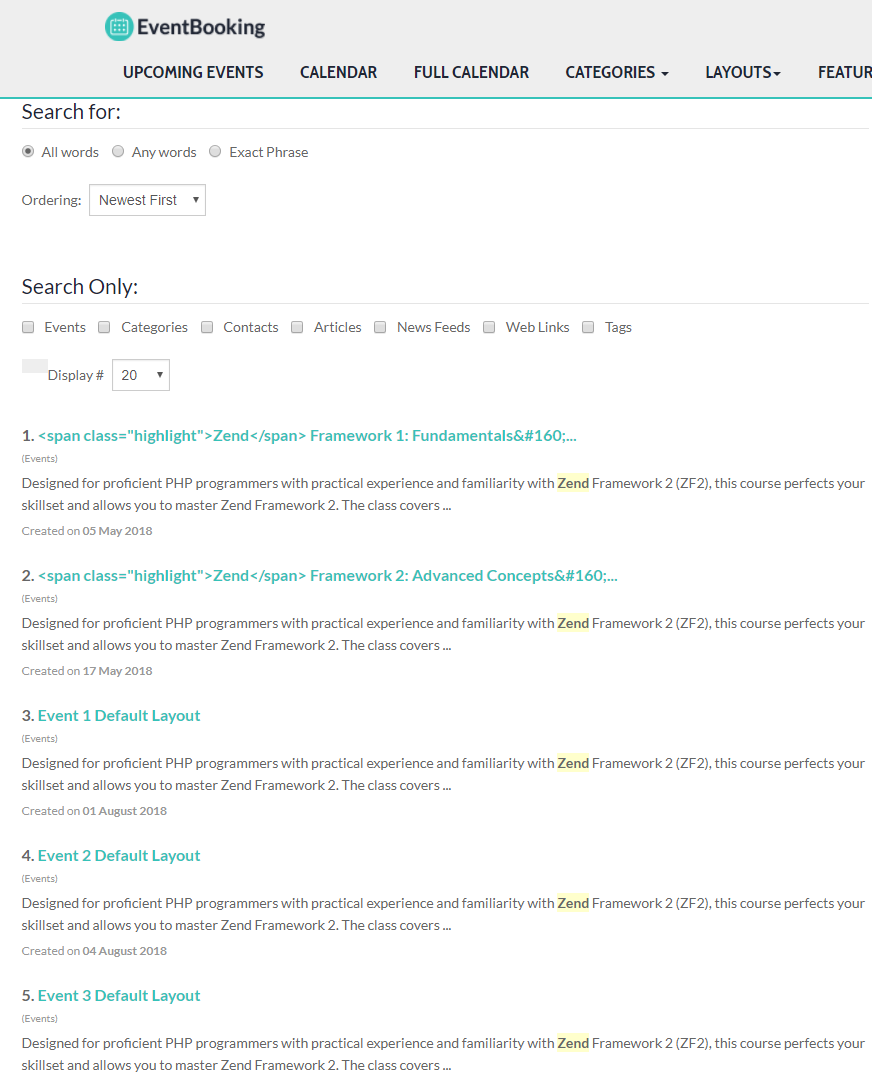 EventBooking
UPCOMING EVENTS CALENDAR FULL CALENDAR CATEGORIES LAYOUTS FEATUR
Search for:
All words Any words Exact Phrase
Ordering: Newest First
Search Only:
Events Categories Contacts Articles News Feeds Web Links Tags
Display # 20
1. <span class="highlight">Zend</span> Framework 1: Fundamentals&#160;...
(Events)
Designed for proficient PHP programmers with practical experience and familiarity with Zend Framework 2 (ZF2), this course perfects your
skillset and allows you to master Zend Framework 2. The class covers ...
Created on 05 May 2018
2. <span class="highlight">Zend</span> Framework 2: Advanced Concepts&#160;...
(Events)
Designed for proficient PHP programmers with practical experience and familiarity with Zend Framework 2 (ZF2), this course perfects your
skillset and allows you to master Zend Framework 2. The class covers ...
Created on 17 May 2018
3. Event 1 Default Layout
(Events)
Designed for proficient PHP programmers with practical experience and familiarity with Zend Framework 2 (ZF2), this course perfects your
skillset and allows you to master Zend Framework 2. The class covers ...
Created on 01 August 2018
4. Event 2 Default Layout
(Events)
Designed for proficient PHP programmers with practical experience and familiarity with Zend Framework 2 (ZF2), this course perfects your
skillset and allows you to master Zend Framework 2. The class covers ...
Created on 04 August 2018
5. Event 3 Default Layout
(Events)
Designed for proficient PHP programmers with practical experience and familiarity with Zend Framework 2 (ZF2), this course perfects your
skillset and allows you to master Zend Framework 2. The class covers ...